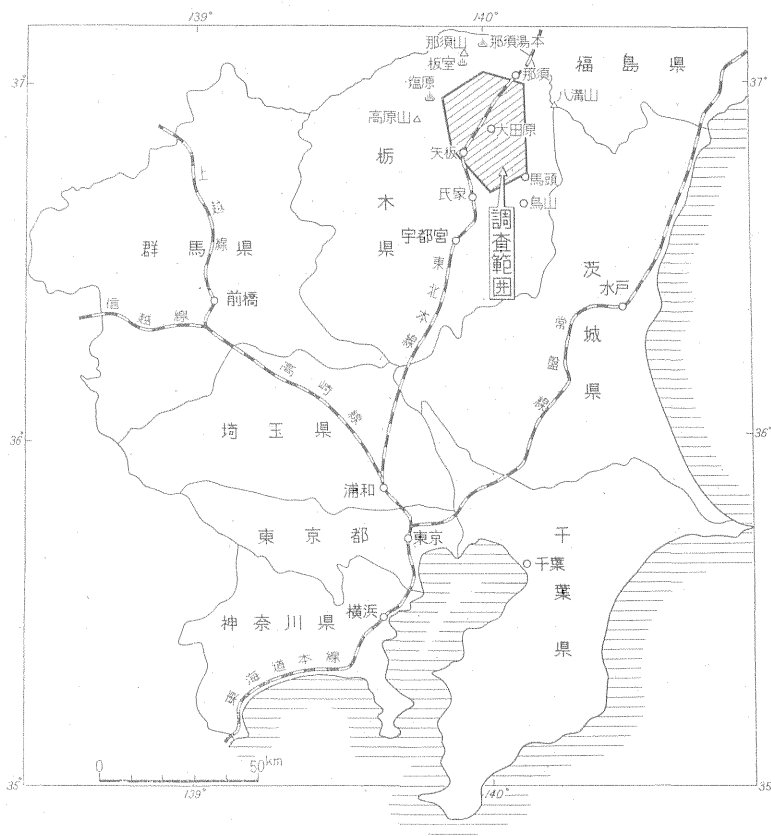 139°
140°
那須山
那須湯本
板室
那須
福島県
37°
37°
塩原
八溝山
高原山
大田原
栃木県
矢板
馬頭
氏家
烏山
調査範囲
宇都宮
上越線
群馬県
東北本線
茨城県
水戸
前橋
信越線
常盤線
高崎線
36°
36°
埼玉県
浦和
東京都
東京
千葉
千葉県
横浜
神奈川県
東海道本線
0
50km
35°
35°
139°
140°